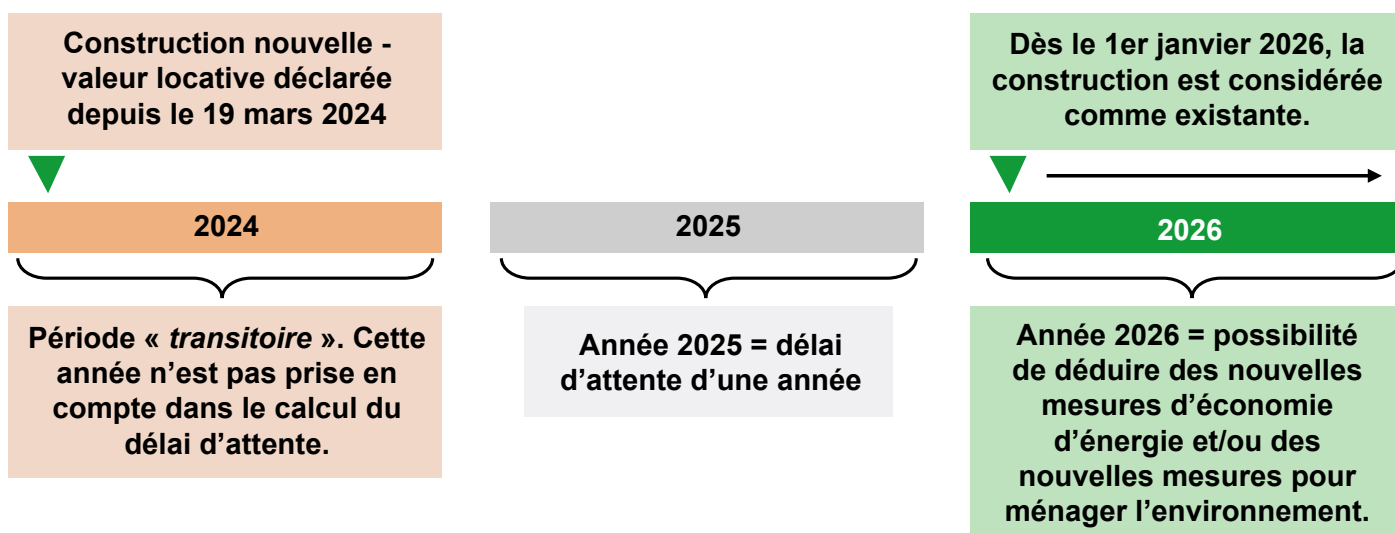 Construction nouvelle -
valeur locative déclarée
depuis le 19 mars 2024
Dès le 1er janvier 2026, la
construction est considérée
comme existante.
2024
2025
2026
Période « transitoire ». Cette
année n’est pas prise en
compte dans le calcul du
délai d’attente.
Année 2025 = délai
d’attente d’une année
Année 2026 = possibilité
de déduire des nouvelles
mesures d’économie
d’énergie et/ou des
nouvelles mesures pour
ménager l’environnement.